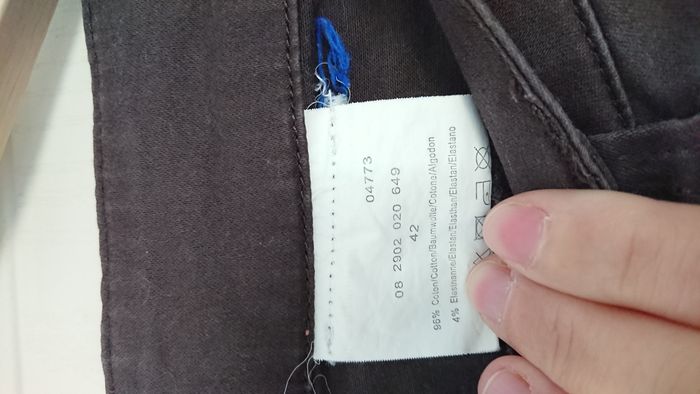 04773
08 2902 020 649
42
96% Coton/Cotton/Baumwolle/Cotone/Algodon
4% Elasthanne/Elastan/Elasthan/Elastan/Elastano